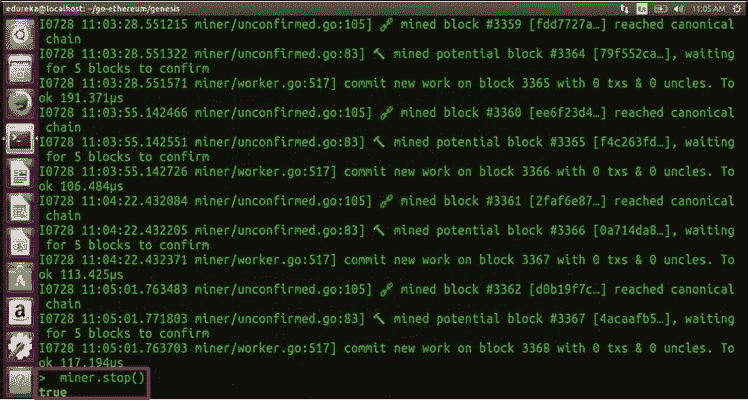 edureka@localhost: ~/go-ethereum/genesis
En
11:05 AM
I0728 11:03:28.551215 miner/unconfirmed.go:105] 🔗 mined block #3359 [fdd7727a…] reached canonical
chain
I0728 11:03:28.551322 miner/unconfirmed.go:83] 🔨 mined potential block #3364 [79f552ca…], waiting
for 5 blocks to confirm
I0728 11:03:28.551571 miner/worker.go:517] commit new work on block 3365 with 0 txs & 0 uncles. To
ok 191.371µs
I0728 11:03:55.142466 miner/unconfirmed.go:105] 🔗 mined block #3360 [ee6f23d4…] reached canonical
chain
I0728 11:03:55.142551 miner/unconfirmed.go:83] 🔨 mined potential block #3365 [f4c263fd…], waiting
for 5 blocks to confirm
I0728 11:03:55.142726 miner/worker.go:517] commit new work on block 3366 with 0 txs & 0 uncles. To
ok 106.484µs
I0728 11:04:22.432084 miner/unconfirmed.go:105] 🔗 mined block #3361 [2faf6e87…] reached canonical
chain
I0728 11:04:22.432205 miner/unconfirmed.go:83] 🔨 mined potential block #3366 [0a714da8…], waiting
for 5 blocks to confirm
I0728 11:04:22.432371 miner/worker.go:517] commit new work on block 3367 with 0 txs & 0 uncles. To
ok 113.425µs
I0728 11:05:01.763483 miner/unconfirmed.go:105] 🔗 mined block #3362 [d0b19f7c…] reached canonical
chain
I0728 11:05:01.771803 miner/unconfirmed.go:83] 🔨 mined potential block #3367 [4acaafb5…], waiting
for 5 blocks to confirm
I0728 11:05:01.763703 miner/worker.go:517] commit new work on block 3368 with 0 txs & 0 uncles. To
ok 117.194µs
> miner.stop()
true